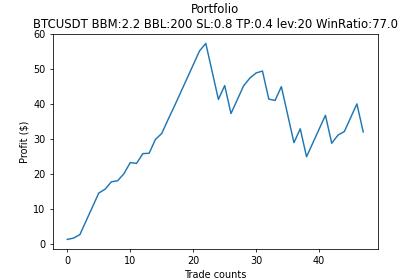 Portfolio
BTCUSDT BBM:2.2 BBL:200 SL:0.8 TP:0.4 lev:20 WinRatio:77.0
60
50
40
30
20
10
0
Profit ($)
0 10 20 30 40
Trade counts